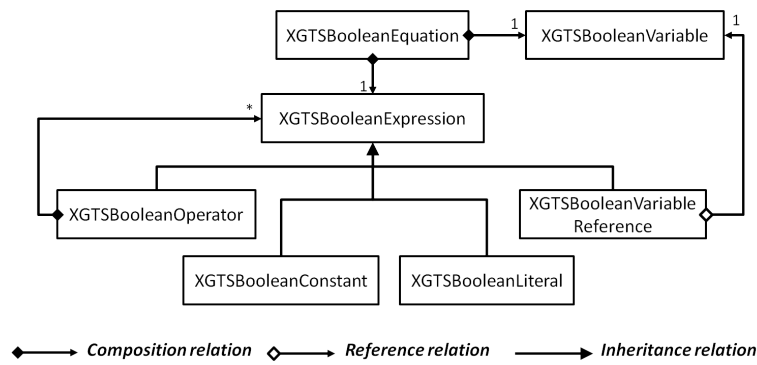 XGTSBooleanEquation
1
XGTSBooleanVariable
1
1
*
XGTSBooleanExpression
XGTSBooleanOperator
XGTSBooleanVariable
Reference
XGTSBooleanConstant
XGTSBooleanLiteral
Composition relation
Reference relation
Inheritance relation